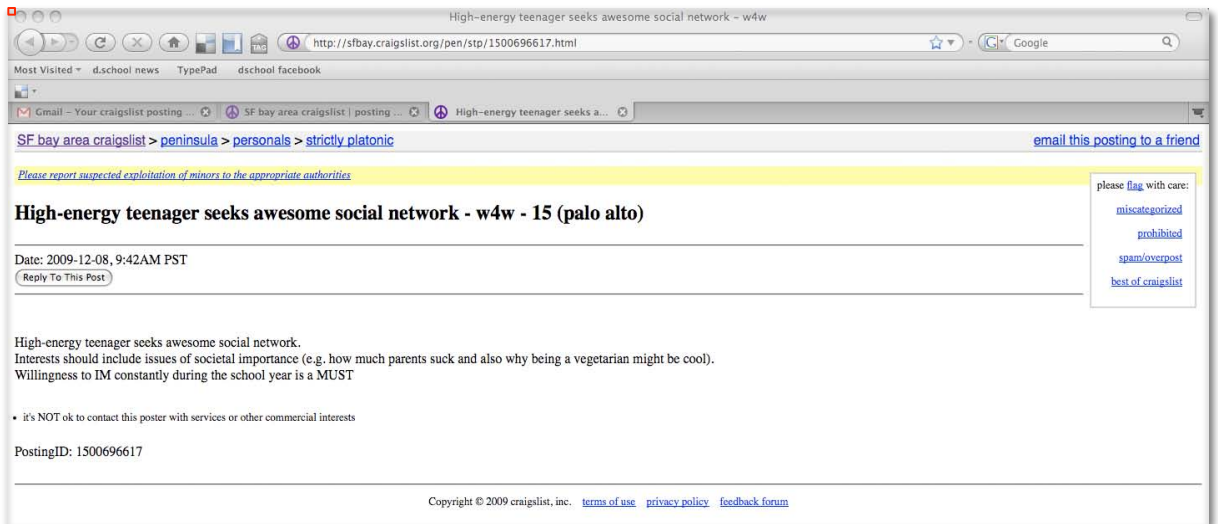 High-energy teenager seeks awesome social network - w4w
http://sfbay.craigslist.org/pen/stp/1500696617.html
Google
Most Visited d.school news TypePad dschool facebook
Gmail - Your craigslist posting ... SF bay area craigslist | posting ... High-energy teenager seeks a...
SF bay area craigslist > peninsula > personals > strictly platonic
email this posting to a friend
Please report suspected exploitation of minors to the appropriate authorities
please flag with care:
miscategorized
prohibited
spam/overpost
best of craigslist
High-energy teenager seeks awesome social network - w4w - 15 (palo alto)
Date: 2009-12-08, 9:42AM PST
Reply To This Post
High-energy teenager seeks awesome social network.
Interests should include issues of societal importance (e.g. how much parents suck and also why being a vegetarian might be cool).
Willingness to IM constantly during the school year is a MUST
• it's NOT ok to contact this poster with services or other commercial interests
PostingID: 1500696617
Copyright © 2009 craigslist, inc. terms of use privacy policy feedback forum